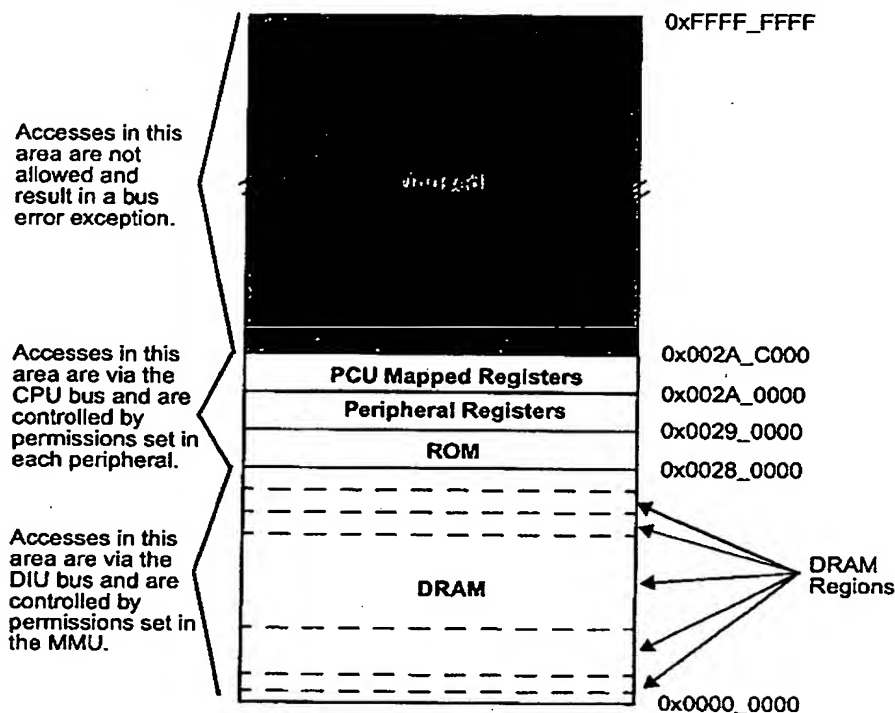 0xFFFF_FFFF
Accesses in this
area are not
allowed and
result in a bus
error exception.
Accesses in this
area are via the
CPU bus and are
controlled by
permissions set in
each peripheral.
0x002A_C000
PCU Mapped Registers
0x002A_0000
Peripheral Registers
0x0029_0000
ROM
0x0028_0000
Accesses in this
area are via the
DIU bus and are
controlled by
permissions set in
the MMU.
DRAM
DRAM
Regions
0x0000_0000